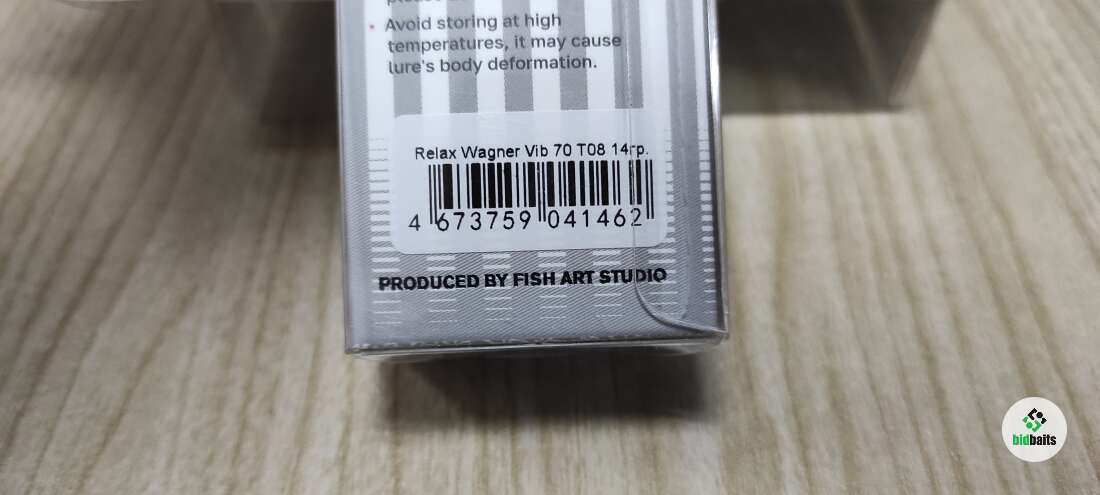 • Avoid storing at high
temperatures, it may cause
lure's body deformation.
Relax Wagner Vib 70 T08 14гр.
4 673759 041462
PRODUCED BY FISH ART STUDIO
bidbaits